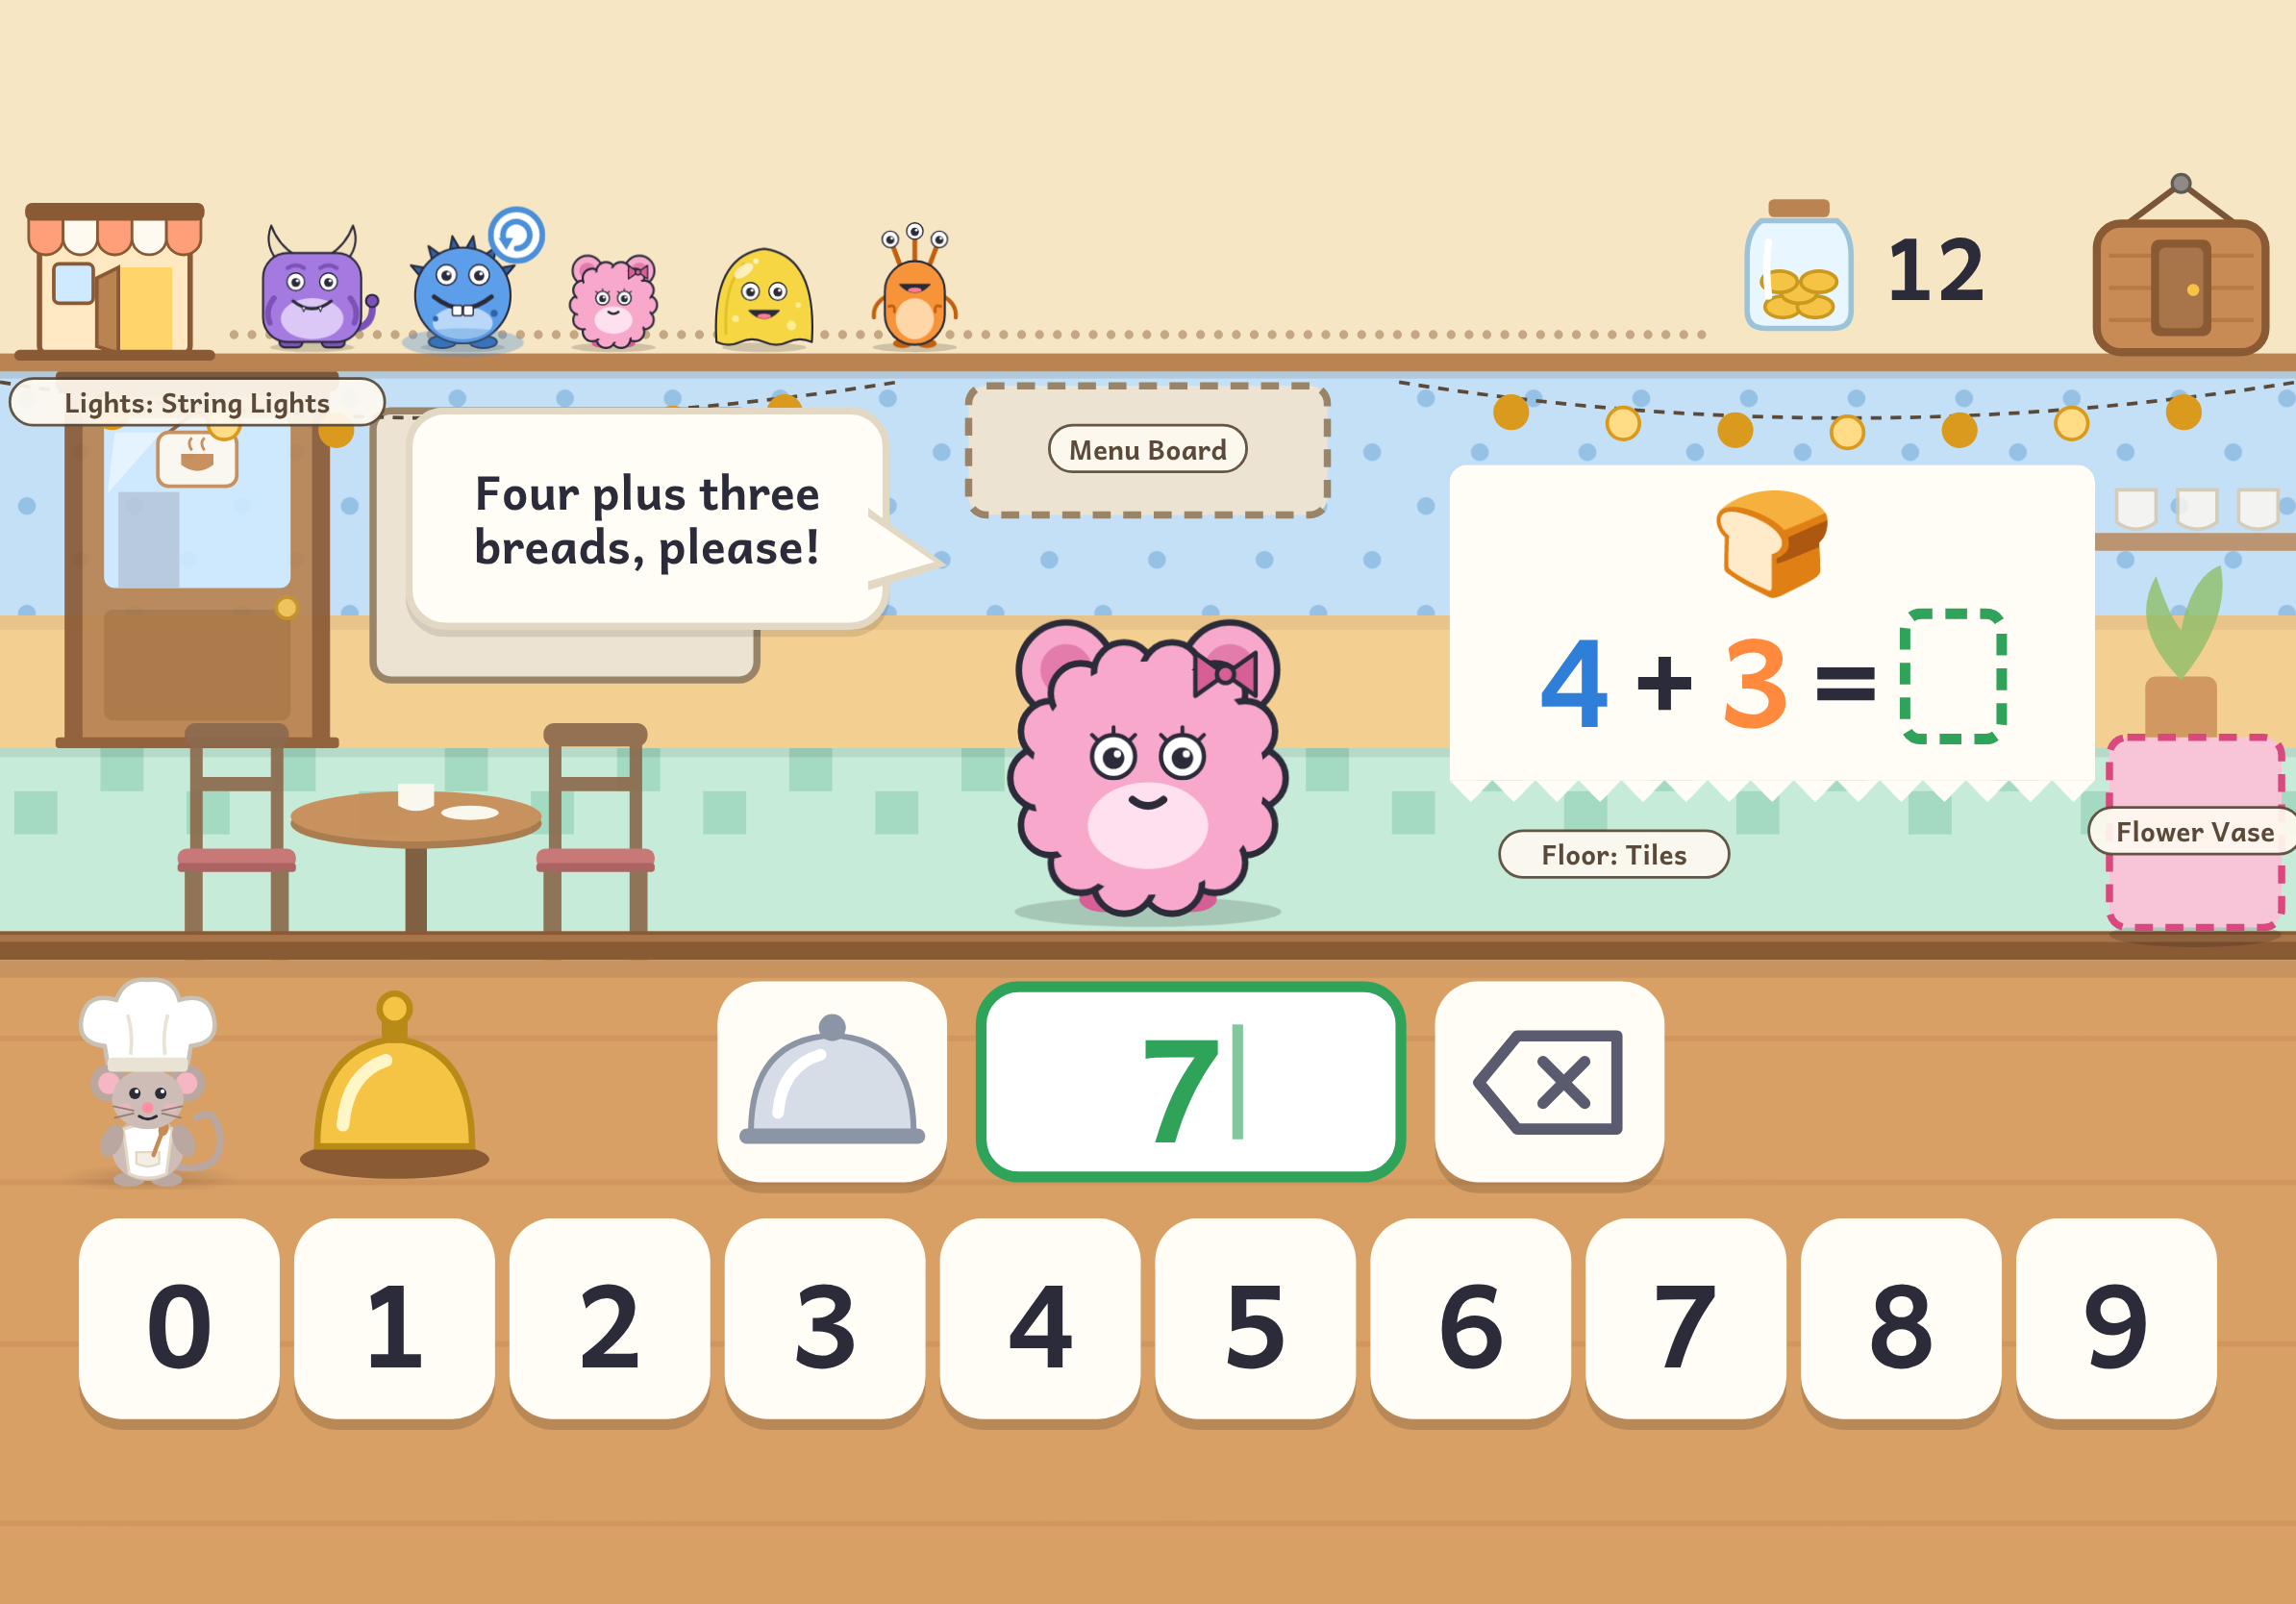 12
Lights: String Lights
Menu Board
Four plus three
breads, please!
4 + 3 =
Flower Vase
Floor: Tiles
7
0 1 2 3 4 5 6 7 8 9